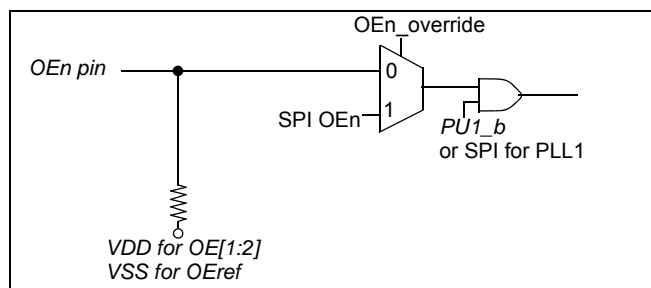 OEn_override
OEn pin
0
1
SPI OEn
PU1_b
or SPI for PLL1
VDD for OE[1:2]
VSS for OEref